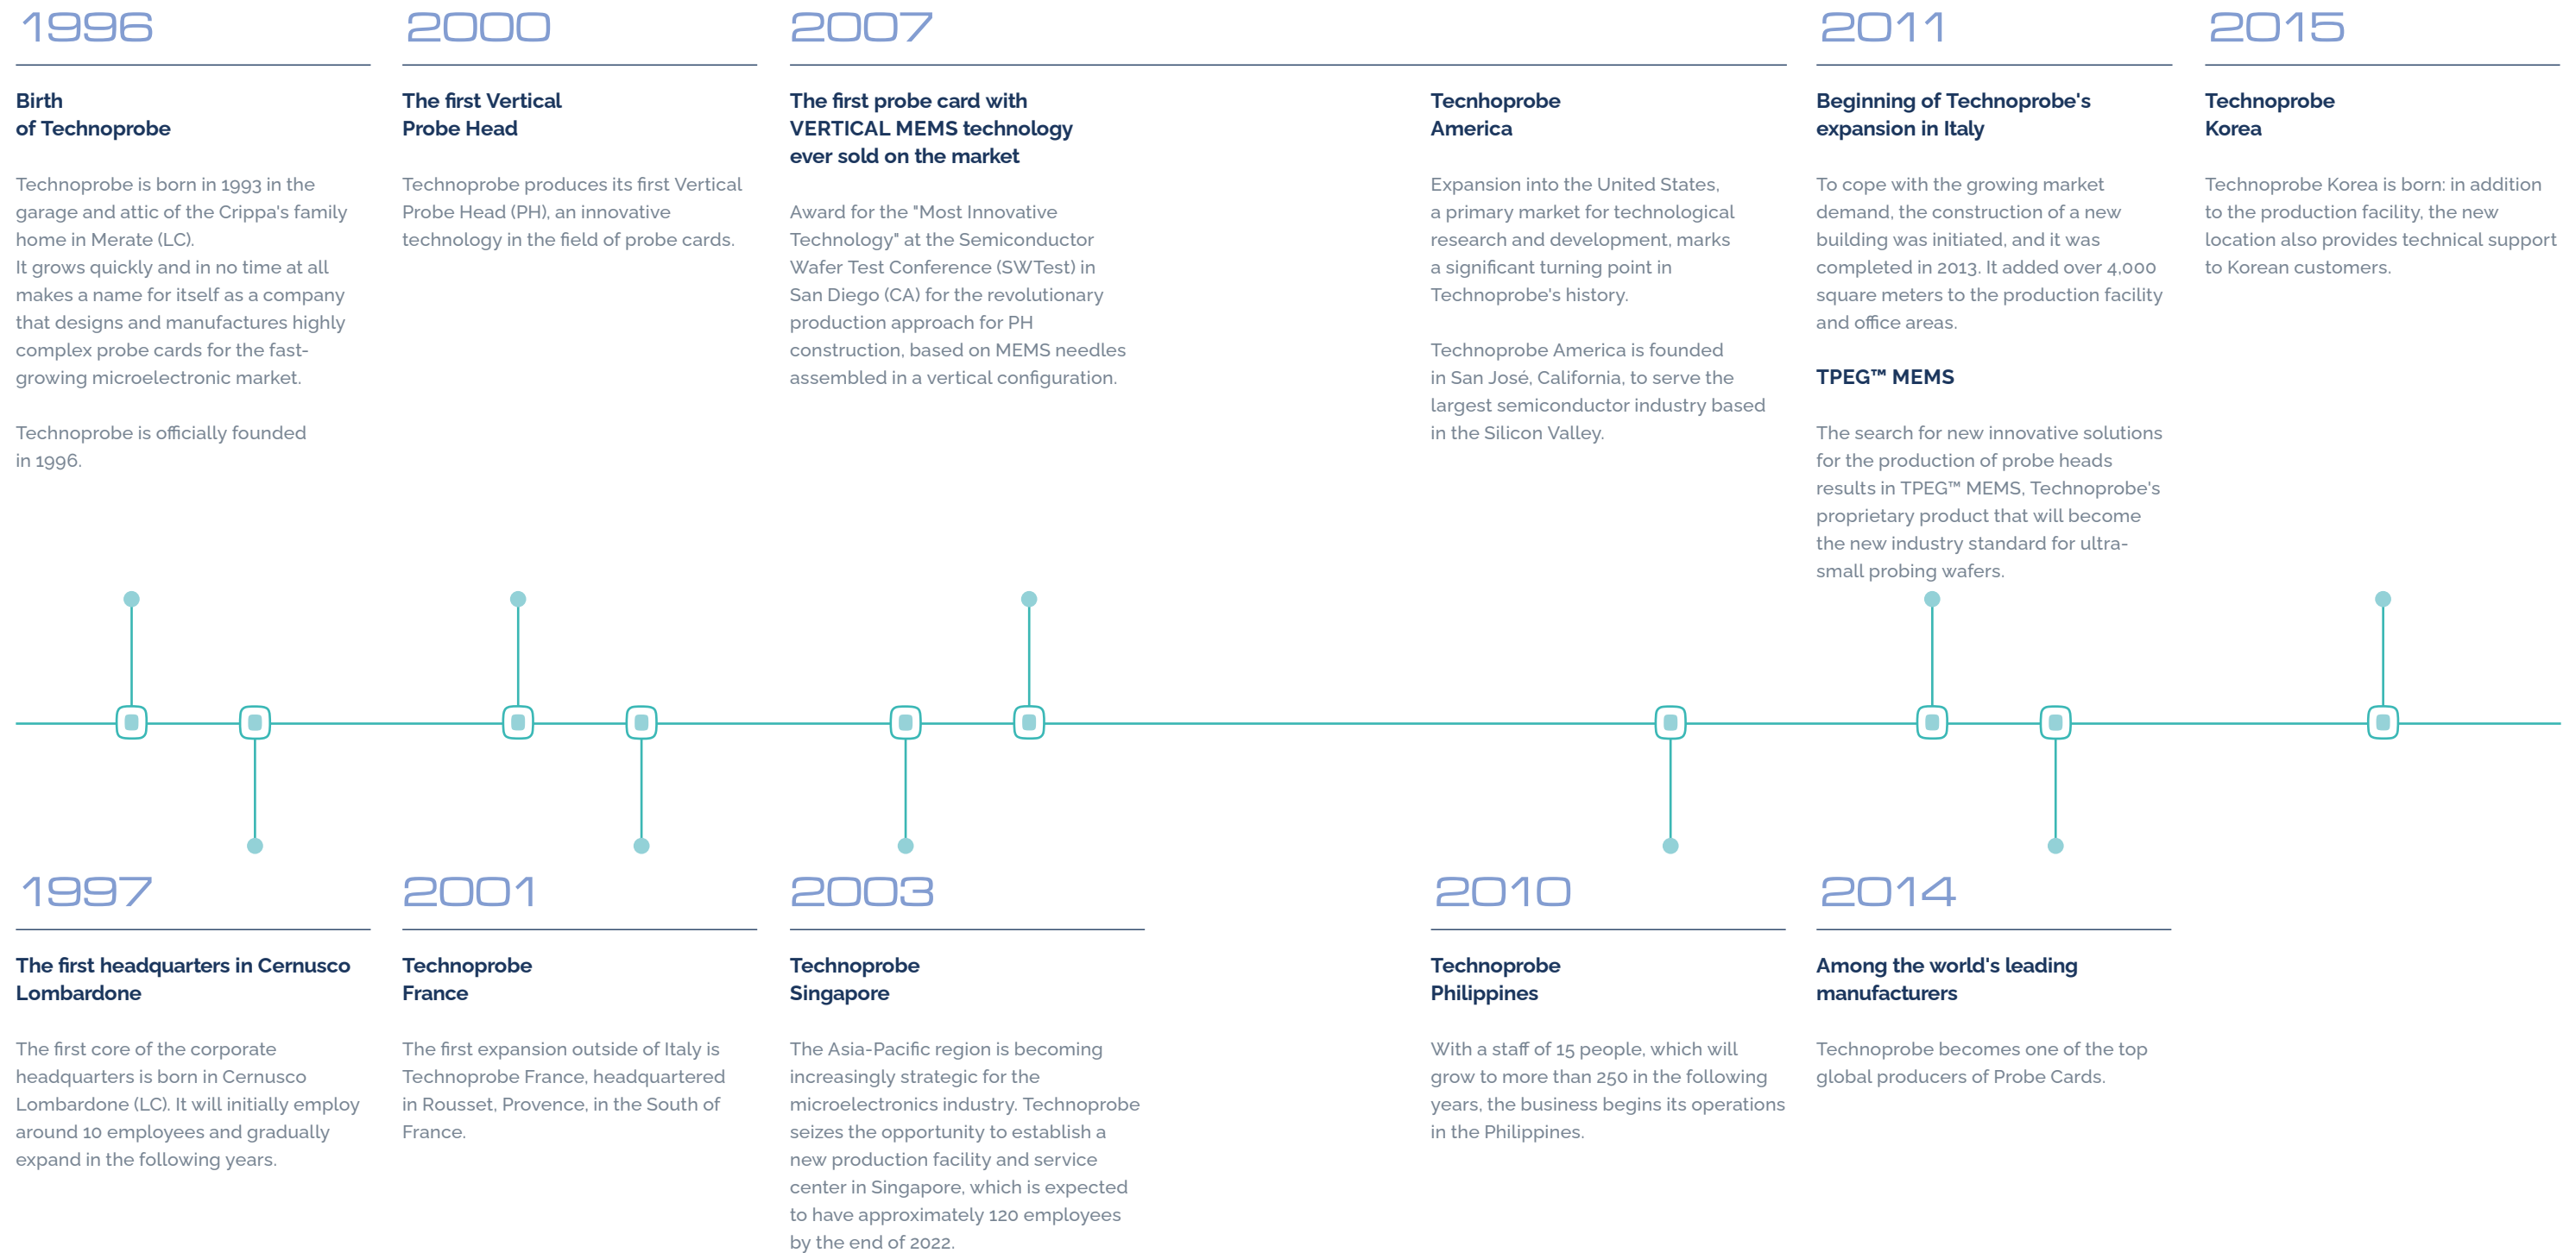 1996
Birth
of Technoprobe
Technoprobe is born in 1993 in the
garage and attic of the Crippa's family
home in Merate (LC).
It grows quickly and in no time at all
makes a name for itself as a company
that designs and manufactures highly
complex probe cards for the fast-
growing microelectronic market.
Technoprobe is officially founded
in 1996.
2000
The first Vertical
Probe Head
Technoprobe produces its first Vertical
Probe Head (PH), an innovative
technology in the field of probe cards.
2007
The first probe card with
VERTICAL MEMS technology
ever sold on the market
Award for the "Most Innovative
Technology" at the Semiconductor
Wafer Test Conference (SWTest) in
San Diego (CA) for the revolutionary
production approach for PH
construction, based on MEMS needles
assembled in a vertical configuration.
Tecnhoprobe
America
Expansion into the United States,
a primary market for technological
research and development, marks
a significant turning point in
Technoprobe's history.
Technoprobe America is founded
in San José, California, to serve the
largest semiconductor industry based
in the Silicon Valley.
2011
Beginning of Technoprobe's
expansion in Italy
To cope with the growing market
demand, the construction of a new
building was initiated, and it was
completed in 2013. It added over 4,000
square meters to the production facility
and office areas.
TPEG™ MEMS
The search for new innovative solutions
for the production of probe heads
results in TPEG™ MEMS, Technoprobe's
proprietary product that will become
the new industry standard for ultra-
small probing wafers.
2015
Technoprobe
Korea
Technoprobe Korea is born: in addition
to the production facility, the new
location also provides technical support
to Korean customers.
1997
The first headquarters in Cernusco
Lombardone
The first core of the corporate
headquarters is born in Cernusco
Lombardone (LC). It will initially employ
around 10 employees and gradually
expand in the following years.
2001
Technoprobe
France
The first expansion outside of Italy is
Technoprobe France, headquartered
in Rousset, Provence, in the South of
France.
2003
Technoprobe
Singapore
The Asia-Pacific region is becoming
increasingly strategic for the
microelectronics industry. Technoprobe
seizes the opportunity to establish a
new production facility and service
center in Singapore, which is expected
to have approximately 120 employees
by the end of 2022.
2010
Technoprobe
Philippines
With a staff of 15 people, which will
grow to more than 250 in the following
years, the business begins its operations
in the Philippines.
2014
Among the world's leading
manufacturers
Technoprobe becomes one of the top
global producers of Probe Cards.